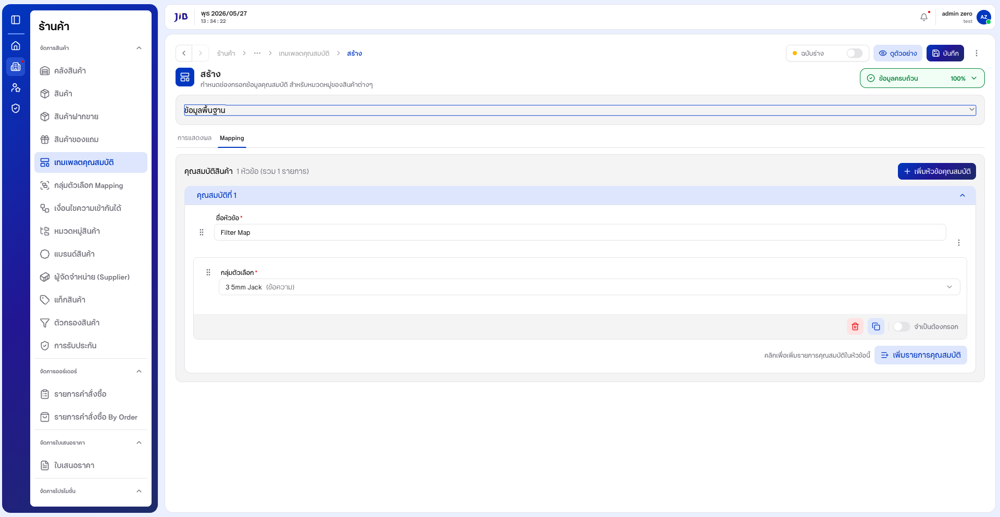 ร้านค้า
จัดการสินค้า
คลังสินค้า
สินค้า
สินค้าฝากขาย
สินค้าของแถม
เทมเพลตคุณสมบัติ
กลุ่มตัวเลือก Mapping
เงื่อนไขความเข้ากันได้
หมวดหมู่สินค้า
แบรนด์สินค้า
ผู้จัดจำหน่าย (Supplier)
แท็กสินค้า
ตัวกรองสินค้า
การรับประกัน
จัดการออร์เดอร์
รายการคำสั่งซื้อ
รายการคำสั่งซื้อ By Order
จัดการใบเสนอราคา
ใบเสนอราคา
จัดการโปรโมชั่น
JIB
พุธ 2026/05/27
13 : 34 : 22
admin zero
test
AZ
ร้านค้า
เทมเพลตคุณสมบัติ
สร้าง
ฉบับร่าง
ดูตัวอย่าง
บันทึก
สร้าง
กำหนดช่องกรอกข้อมูลคุณสมบัติ สำหรับหมวดหมู่ของสินค้าต่างๆ
ข้อมูลครบถ้วน 100%
ข้อมูลพื้นฐาน
การแสดงผล
Mapping
คุณสมบัติสินค้า 1 หัวข้อ (รวม 1 รายการ)
เพิ่มหัวข้อคุณสมบัติ
คุณสมบัติที่ 1
ชื่อหัวข้อ*
Filter Map
กลุ่มตัวเลือก*
3 5mm Jack (ข้อความ)
จำเป็นต้องกรอก
คลิกเพื่อเพิ่มรายการคุณสมบัติในหัวข้อนี้
เพิ่มรายการคุณสมบัติ